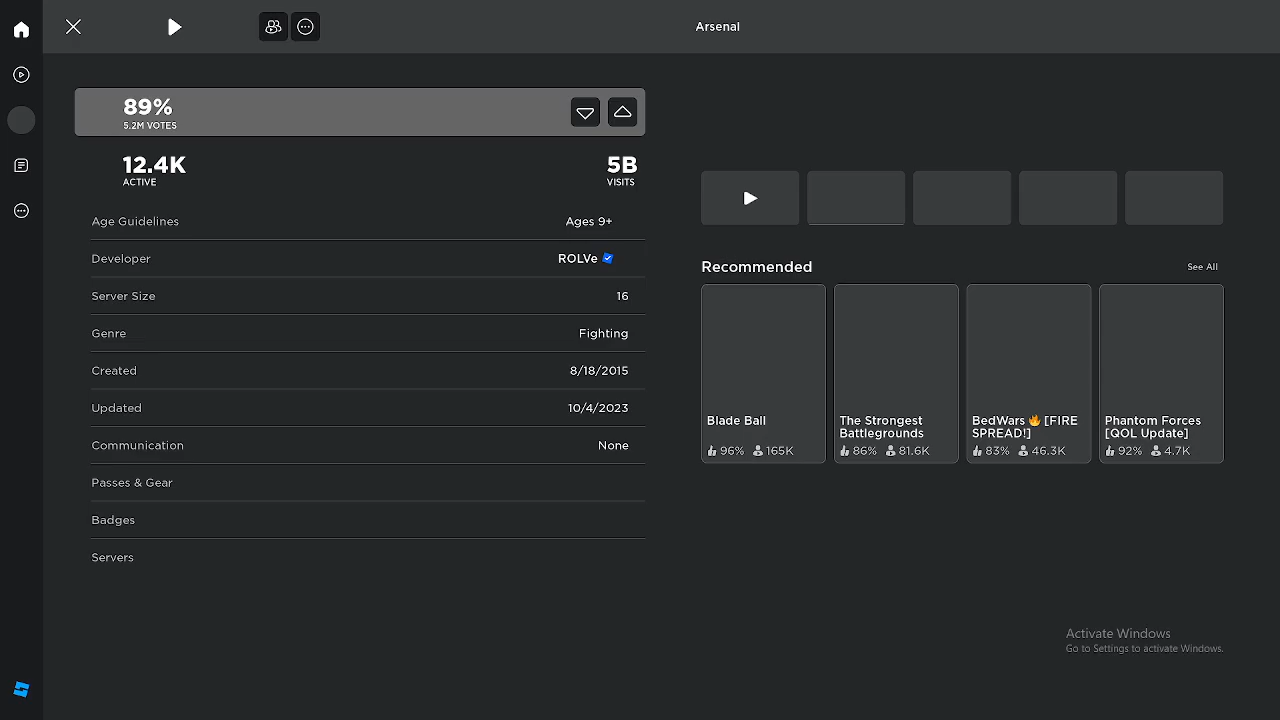 Arsenal
89%
5.2M VOTES
12.4K
ACTIVE
5B
VISITS
Age Guidelines
Ages 9+
Developer
ROLVe
Server Size
16
Genre
Fighting
Created
8/18/2015
Updated
10/4/2023
Communication
None
Passes & Gear
Badges
Servers
Recommended
See All
Blade Ball
96% 165K
The Strongest
Battlegrounds
86% 81.6K
BedWars 🔥 [FIRE
SPREAD!]
83% 46.3K
Phantom Forces
[QOL Update]
92% 4.7K
Activate Windows
Go to Settings to activate Windows.